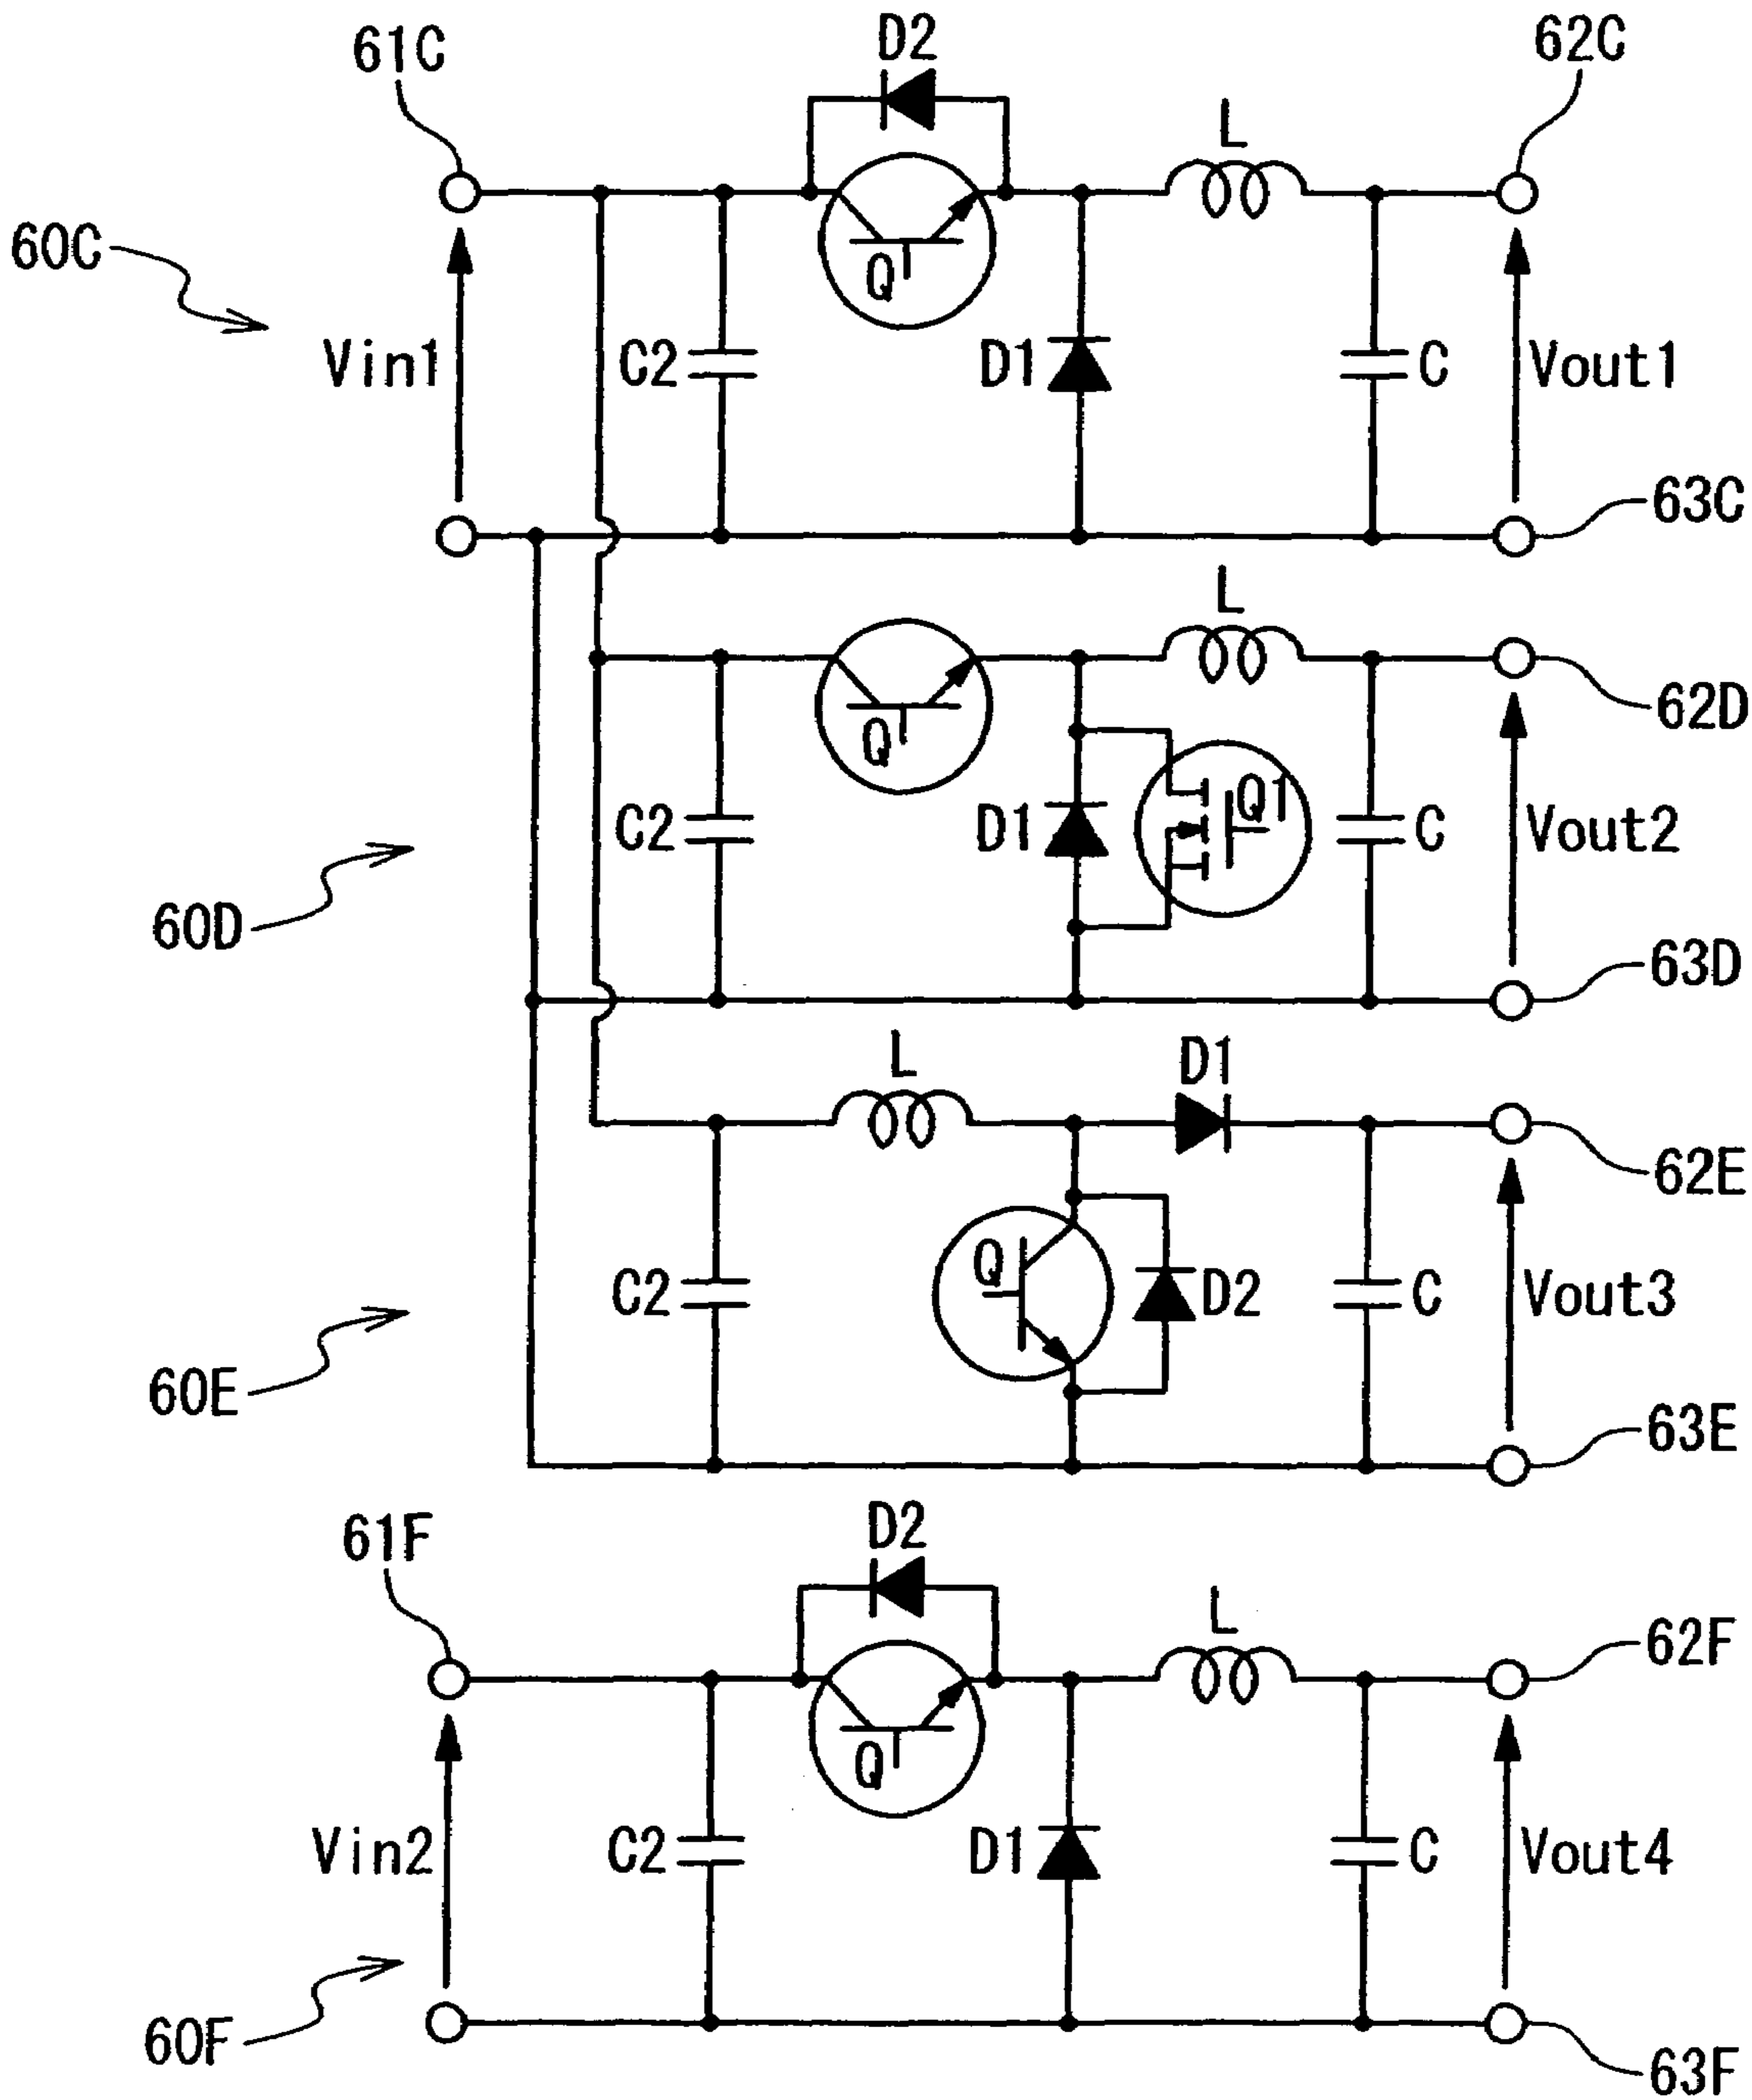 61C
D2
62C
L
60C
Q
Vin1
C2
D1
C
Vout1
63C
L
Q
62D
C2
D1
Q1
C
Vout2
60D
63D
L
D1
62E
Q
C2
D2
C
Vout3
60E
63E
61F
D2
L
62F
Q
Vin2
C2
D1
C
Vout4
60F
63F